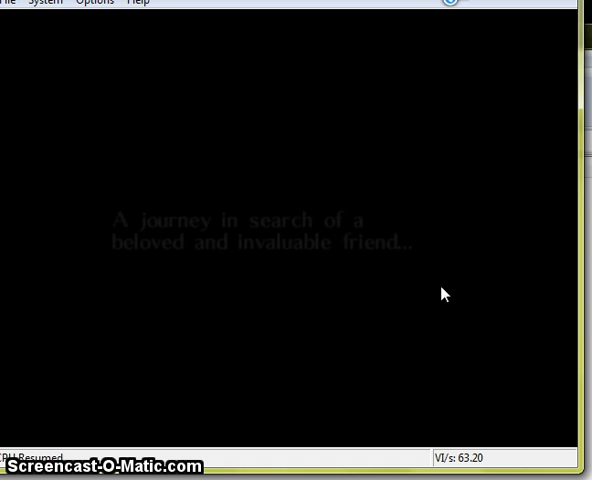 File System Options Help
A journey in search of a
beloved and invaluable friend...
CPU Resumed
VI/s: 63.20
Screencast-O-Matic.com